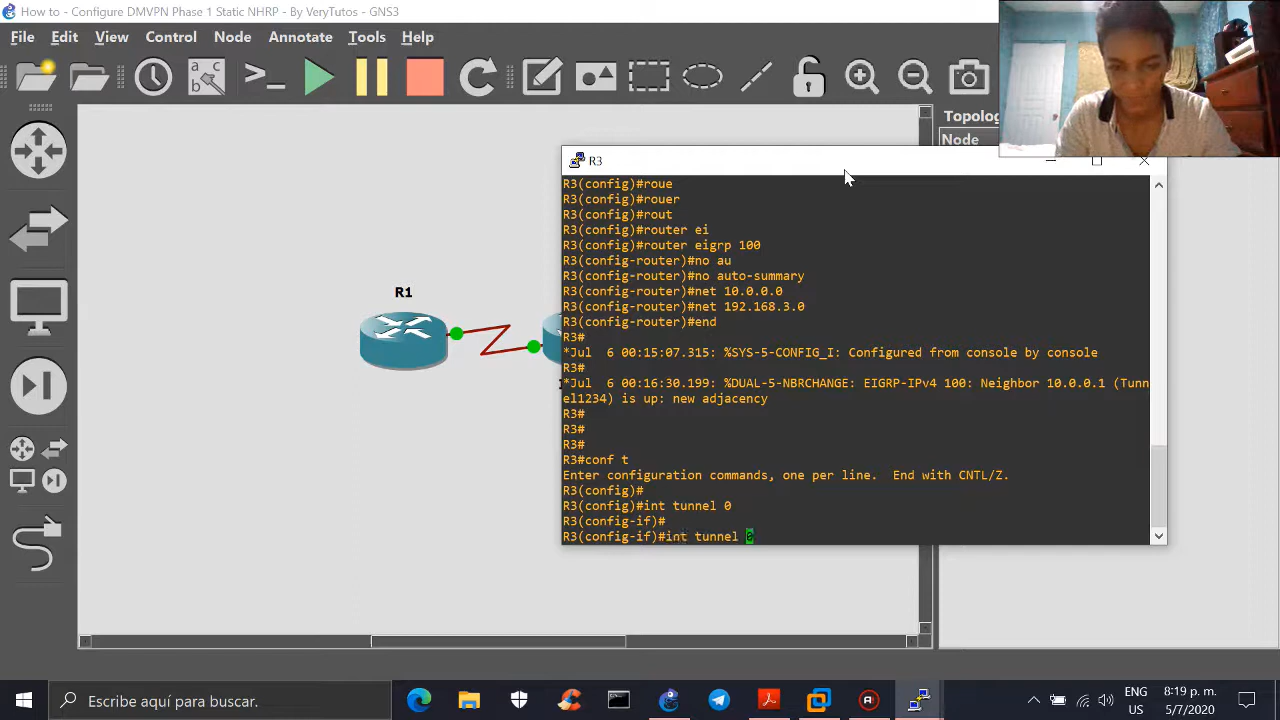 How to - Configure DMVPN Phase 1 Static NHRP - By VeryTutos - GNS3
File Edit View Control Node Annotate Tools Help
Topolog
Node
R1
R3
R3(config)#roue
R3(config)#rouer
R3(config)#rout
R3(config)#router ei
R3(config)#router eigrp 100
R3(config-router)#no au
R3(config-router)#no auto-summary
R3(config-router)#net 10.0.0.0
R3(config-router)#net 192.168.3.0
R3(config-router)#end
R3#
*Jul  6 00:15:07.315: %SYS-5-CONFIG_I: Configured from console by console
R3#
*Jul  6 00:16:30.199: %DUAL-5-NBRCHANGE: EIGRP-IPv4 100: Neighbor 10.0.0.1 (Tunn
el1234) is up: new adjacency
R3#
R3#
R3#
R3#conf t
Enter configuration commands, one per line.  End with CNTL/Z.
R3(config)#
R3(config)#int tunnel 0
R3(config-if)#
R3(config-if)#int tunnel 0
Escribe aquí para buscar.
ENG
US
8:19 p. m.
5/7/2020